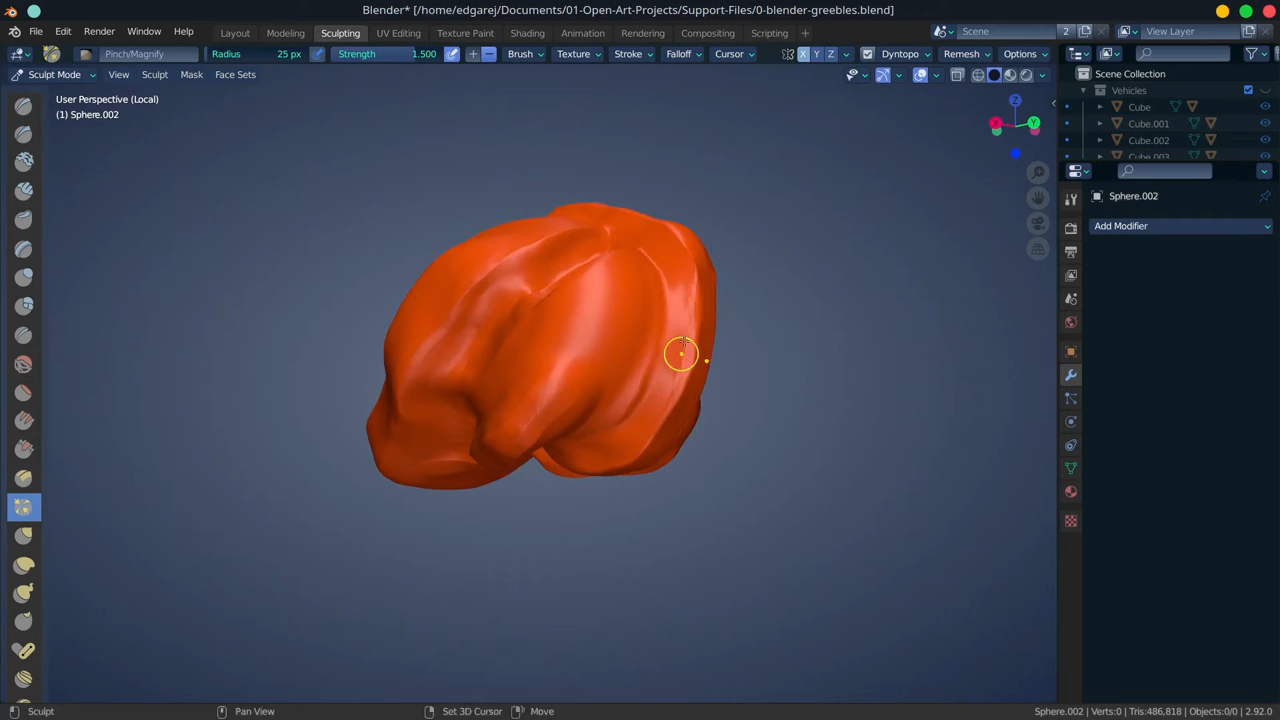 Blender* [/home/edgarej/Documents/01-Open-Art-Projects/Support-Files/0-blender-greebles.blend]
File Edit Render Window Help Layout Modeling Sculpting UV Editing Texture Paint Shading Animation Rendering Compositing Scripting + Scene 2 View Layer
Pinch/Magnify Radius 25 px Strength 1.500 + − Brush Texture Stroke Falloff Cursor X Y Z Dyntopo Remesh Options
Sculpt Mode View Sculpt Mask Face Sets
Scene Collection
Vehicles
Cube
Cube.001
Cube.002
Cube.003
User Perspective (Local)
(1) Sphere.002
Z
X Y
Sphere.002
Add Modifier
Sculpt Pan View Set 3D Cursor Move Sphere.002 | Verts:0 | Tris:486,818 | Objects:0/0 | 2.92.0